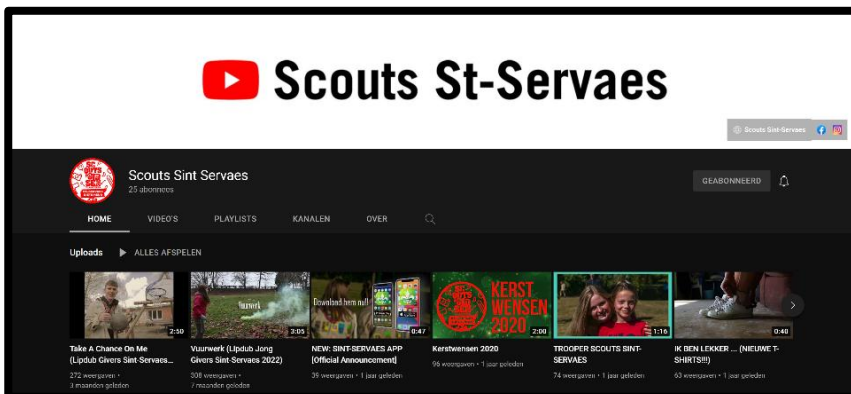 Scouts St-Servaes
Scouts Sint-Servaes
Scouts Sint Servaes
25 abonnees
GEABONNEERD
HOME VIDEO'S PLAYLISTS KANALEN OVER
Uploads ALLES AFSPELEN
Vuurwerk
Download hem nu!!
KERST
WENSEN
2020
2:50 3:05 0:47 2:00 1:16 0:40
Take A Chance On Me
(Lipdub Givers Sint-Servaes...
272 weergaven •
3 maanden geleden
Vuurwerk (Lipdub Jong
Givers Sint-Servaes 2022)
308 weergaven •
7 maanden geleden
NEW: SINT-SERVAES APP
[Official Announcement]
39 weergaven • 1 jaar geleden
Kerstwensen 2020
96 weergaven • 1 jaar geleden
TROOPER SCOUTS SINT-
SERVAES
74 weergaven • 1 jaar geleden
IK BEN LEKKER ... (NIEUWE T-
SHIRTS!!!)
63 weergaven • 1 jaar geleden